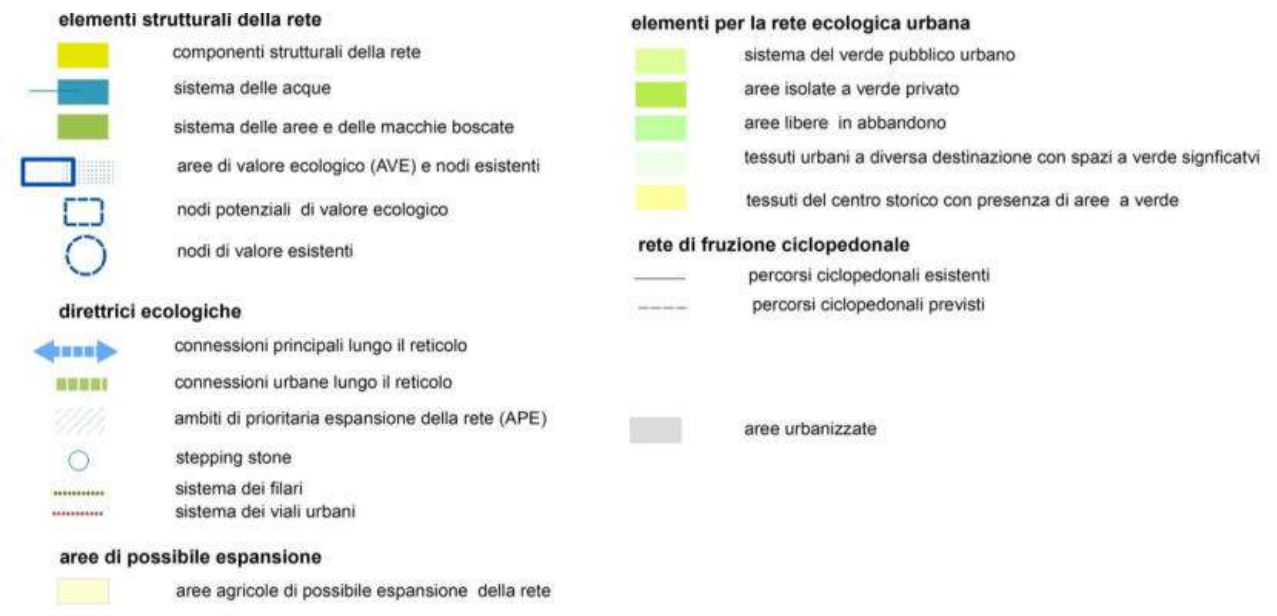 elementi strutturali della rete
componenti strutturali della rete
sistema delle acque
sistema delle aree e delle macchie boscate
aree di valore ecologico (AVE) e nodi esistenti
nodi potenziali di valore ecologico
nodi di valore esistenti
direttrici ecologiche
connessioni principali lungo il reticolo
connessioni urbane lungo il reticolo
ambiti di prioritaria espansione della rete (APE)
stepping stone
sistema dei filari
sistema dei viali urbani
aree di possibile espansione
aree agricole di possibile espansione della rete
elementi per la rete ecologica urbana
sistema del verde pubblico urbano
aree isolate a verde privato
aree libere in abbandono
tessuti urbani a diversa destinazione con spazi a verde signficatvi
tessuti del centro storico con presenza di aree a verde
rete di fruzione ciclopedonale
percorsi ciclopedonali esistenti
percorsi ciclopedonali previsti
aree urbanizzate